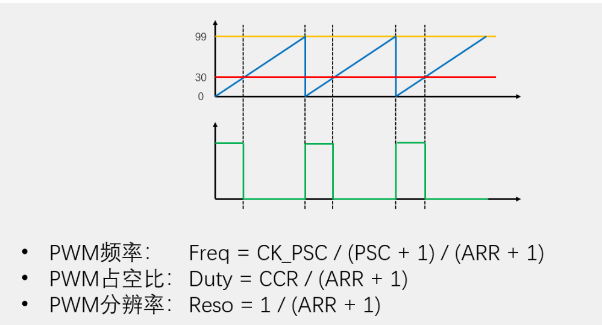 99
30
0
• PWM频率： Freq = CK_PSC / (PSC + 1) / (ARR + 1)
• PWM占空比： Duty = CCR / (ARR + 1)
• PWM分辨率： Reso = 1 / (ARR + 1)